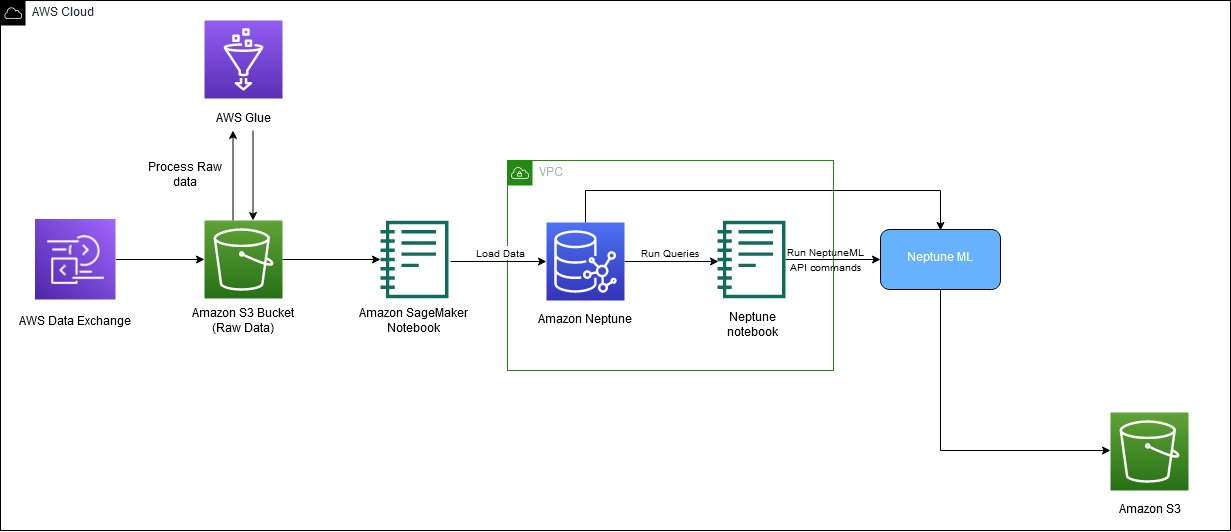 AWS Cloud
AWS Glue
Process Raw
data
VPC
AWS Data Exchange
Amazon S3 Bucket
(Raw Data)
Amazon SageMaker
Notebook
Load Data
Amazon Neptune
Run Queries
Neptune
notebook
Run NeptuneML
API commands
Neptune ML
Amazon S3